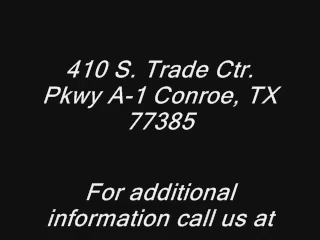 410 S. Trade Ctr.
Pkwy A-1 Conroe, TX
77385
For additional
information call us at